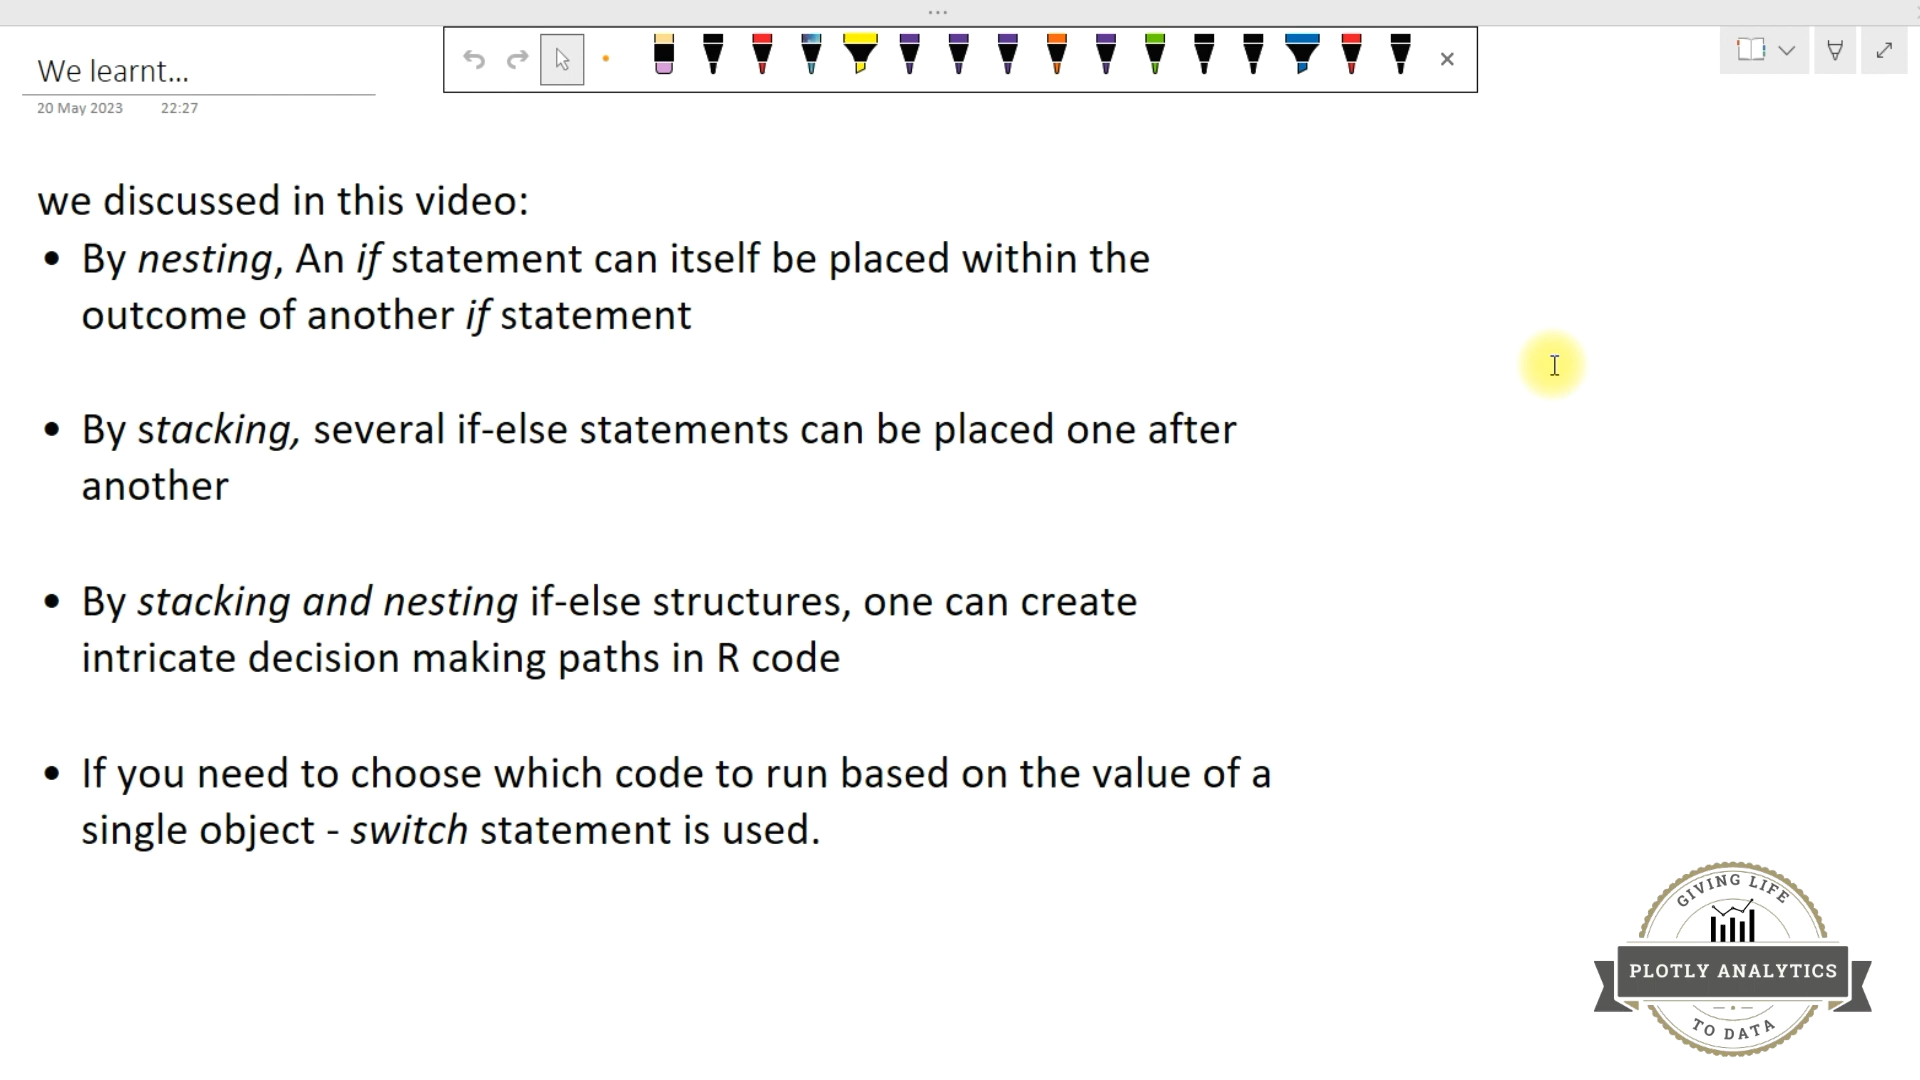 We learnt...
20 May 2023 22:27
we discussed in this video:
• By nesting, An if statement can itself be placed within the
outcome of another if statement
• By stacking, several if-else statements can be placed one after
another
• By stacking and nesting if-else structures, one can create
intricate decision making paths in R code
• If you need to choose which code to run based on the value of a
single object - switch statement is used.
GIVING LIFE
PLOTLY ANALYTICS
TO DATA